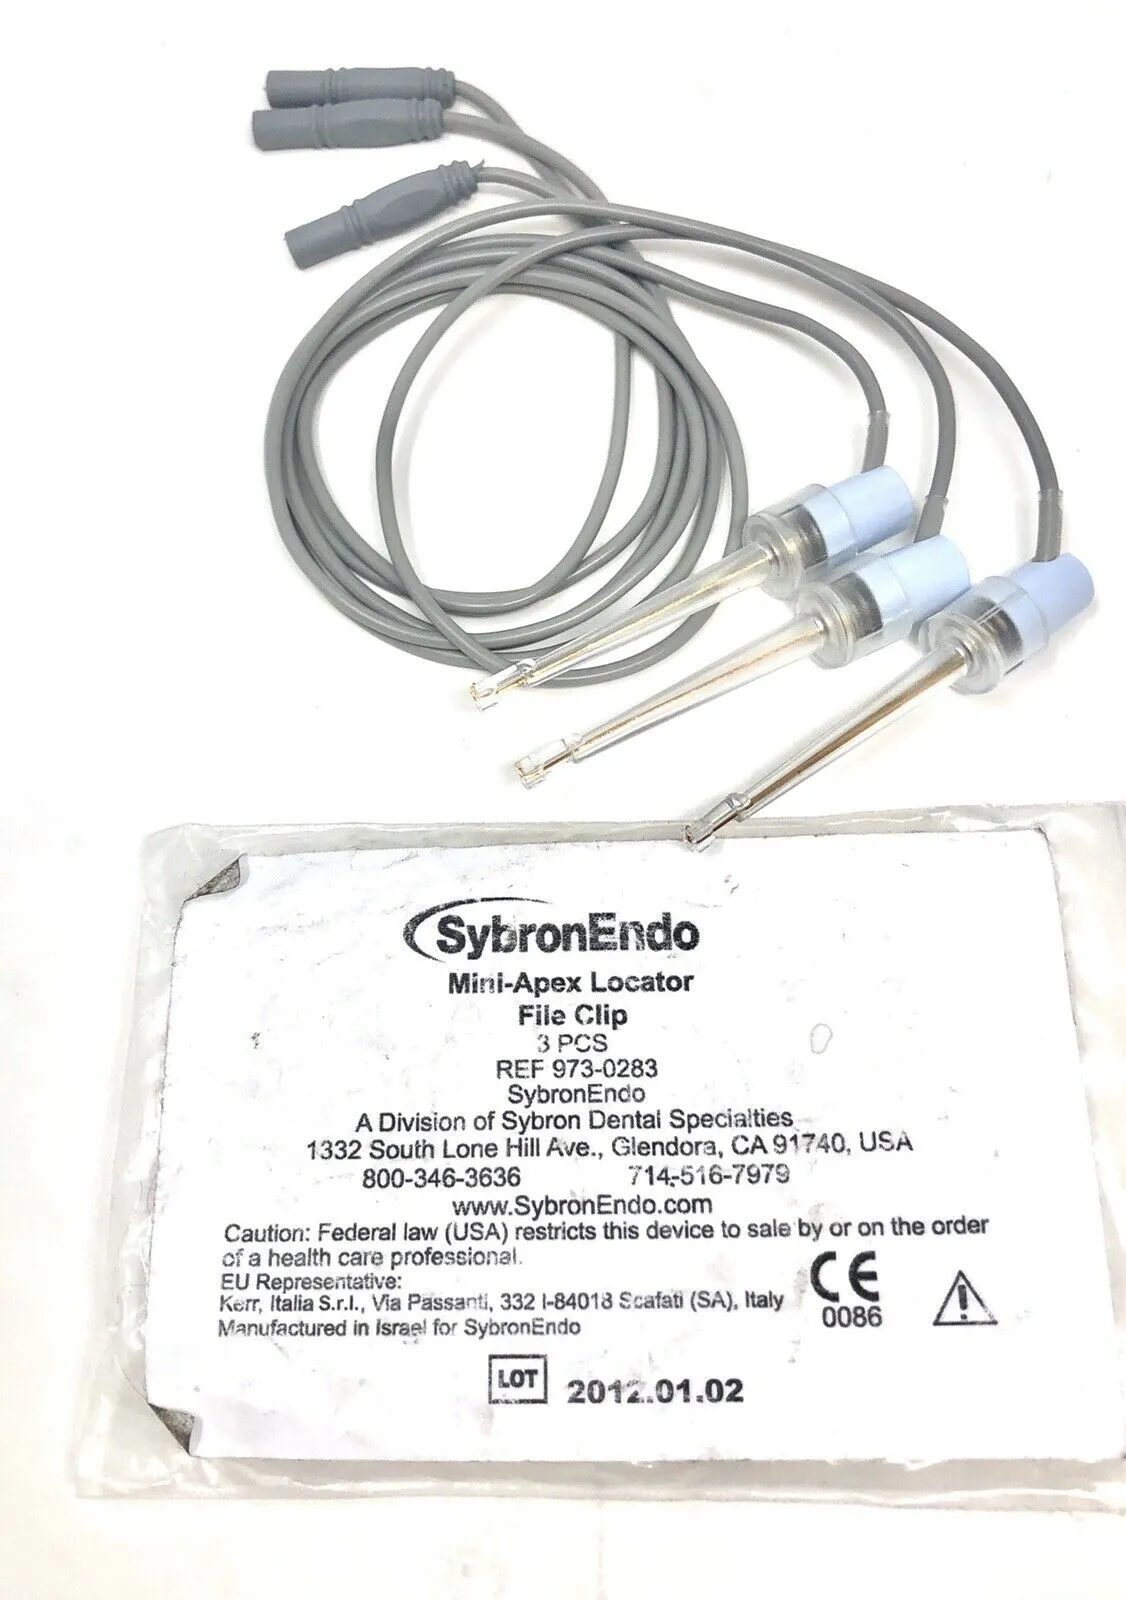 SybronEndo
Mini-Apex Locator
File Clip
3 PCS
REF 973-0283
SybronEndo
A Division of Sybron Dental Specialties
1332 South Lone Hill Ave., Glendora, CA 91740, USA
800-346-3636 714-516-7979
www.SybronEndo.com
Caution: Federal law (USA) restricts this device to sale by or on the order
of a health care professional.
EU Representative:
Kerr, Italia S.r.l., Via Passanti, 332 I-84018 Scafati (SA), Italy
Manufactured in Israel for SybronEndo
CE
0086
LOT 2012.01.02